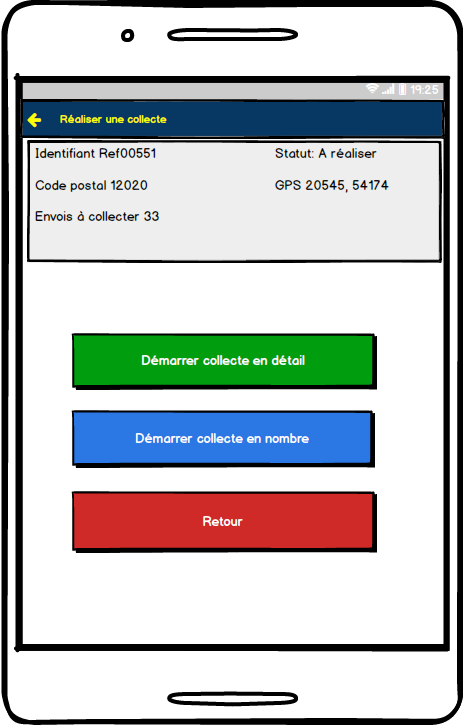 19:25
Réaliser une collecte
Identifiant Ref00551 Statut: A réaliser
Code postal 12020 GPS 20545, 54174
Envois à collecter 33
Démarrer collecte en détail
Démarrer collecte en nombre
Retour